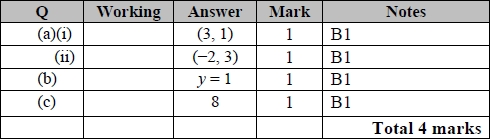 Q Working Answer Mark Notes
(a)(i) (3, 1) 1 B1
(ii) (−2, 3) 1 B1
(b) y = 1 1 B1
(c) 8 1 B1
Total 4 marks